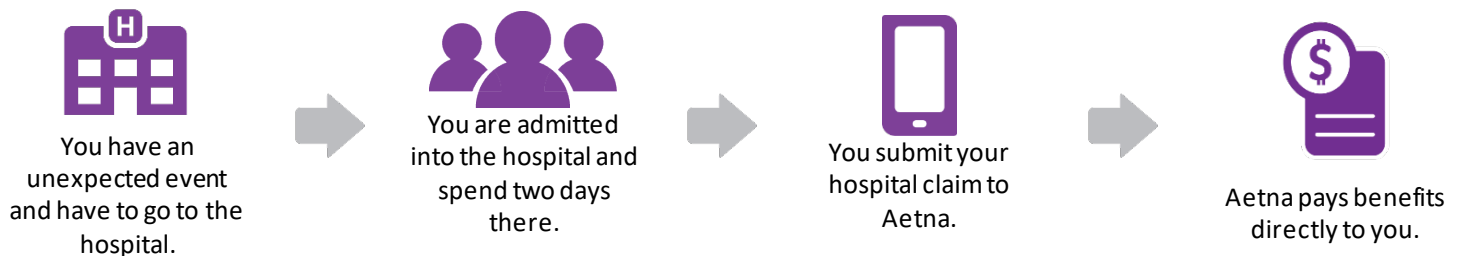 H
You have an
unexpected event
and have to go to the
hospital.
You are admitted
into the hospital and
spend two days
there.
You submit your
hospital claim to
Aetna.
$
Aetna pays benefits
directly to you.